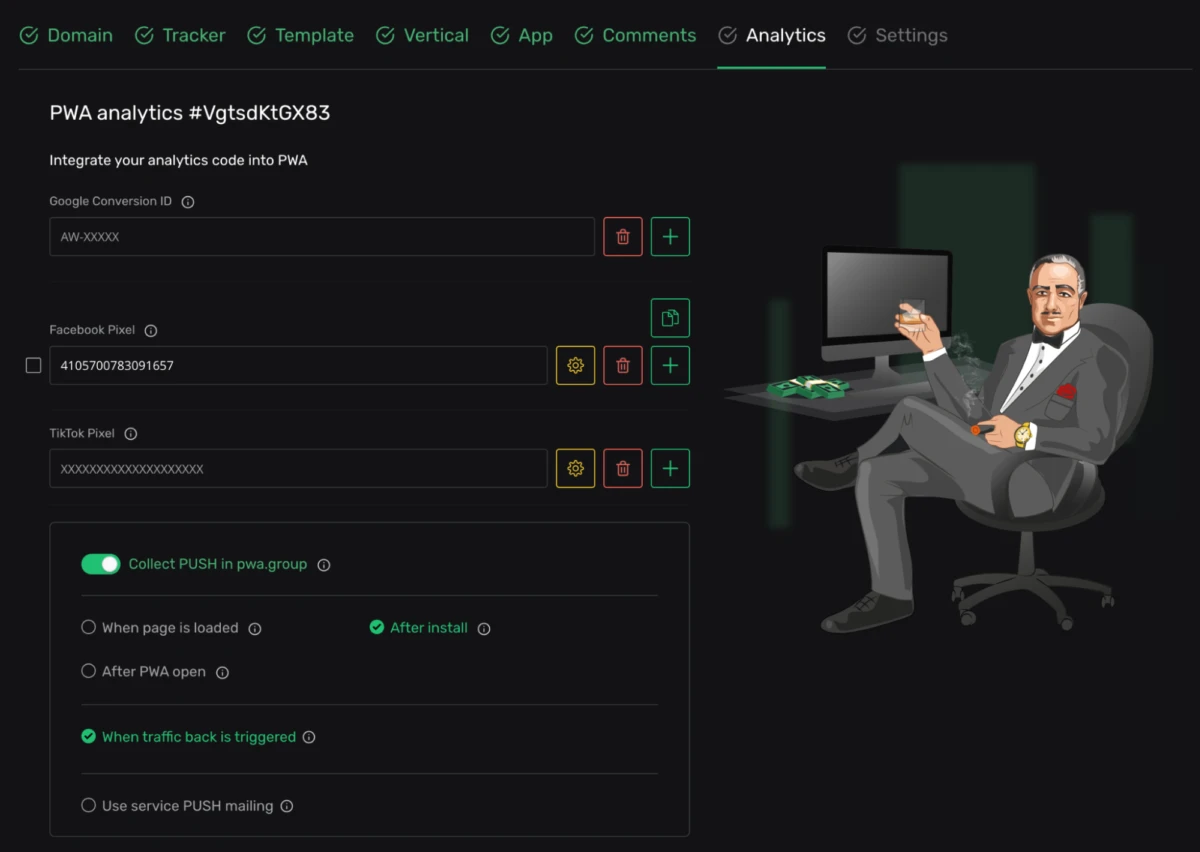 Domain Tracker Template Vertical App Comments Analytics Settings
PWA analytics #VgtsdKtGX83
Integrate your analytics code into PWA
Google Conversion ID
AW-XXXXX
Facebook Pixel
4105700783091657
TikTok Pixel
XXXXXXXXXXXXXXXXXXXX
Collect PUSH in pwa.group
When page is loaded After install
After PWA open
When traffic back is triggered
Use service PUSH mailing